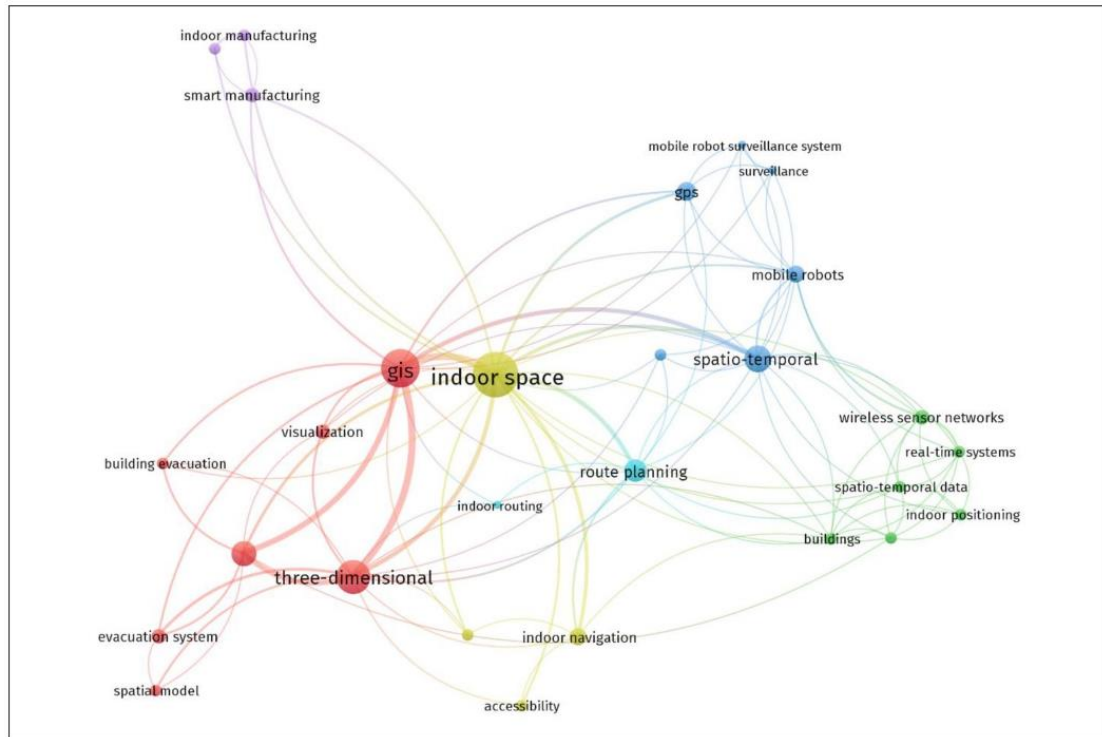 indoor manufacturing
smart manufacturing
mobile robot surveillance system
surveillance
gps
mobile robots
spatio-temporal
gis
indoor space
wireless sensor networks
visualization
real-time systems
building evacuation
route planning
spatio-temporal data
indoor routing
indoor positioning
buildings
three-dimensional
evacuation system
indoor navigation
spatial model
accessibility